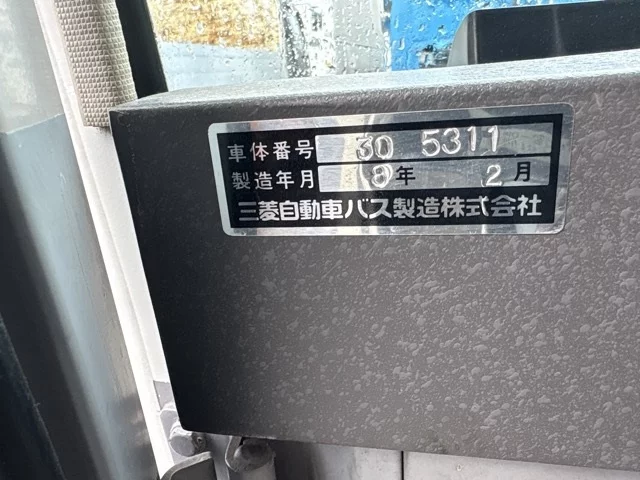 車体番号 30 5311
製造年月 8年 2月
三菱自動車バス製造株式会社